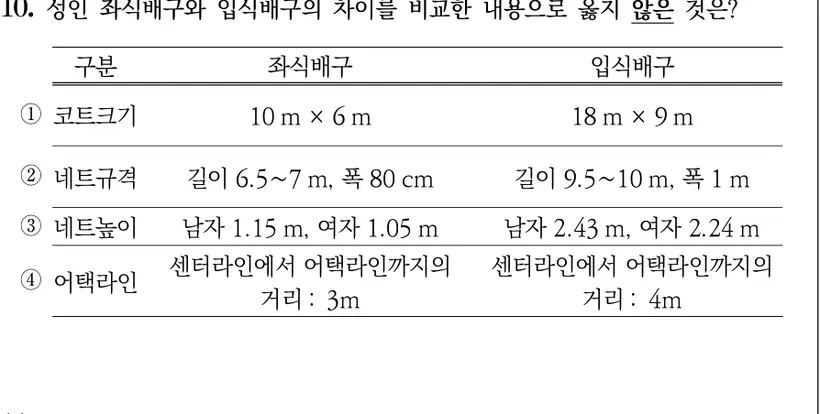 10. 성인 좌식배구와 입식배구의 차이를 비교한 내용으로 옳지 않은 것은?
구분 좌식배구 입식배구
① 코트크기 10 m × 6 m 18 m × 9 m
② 네트규격 길이 6.5~7 m, 폭 80 cm 길이 9.5~10 m, 폭 1 m
③ 네트높이 남자 1.15 m, 여자 1.05 m 남자 2.43 m, 여자 2.24 m
④ 어택라인 센터라인에서 어택라인까지의 거리 : 3m 센터라인에서 어택라인까지의 거리 : 4m